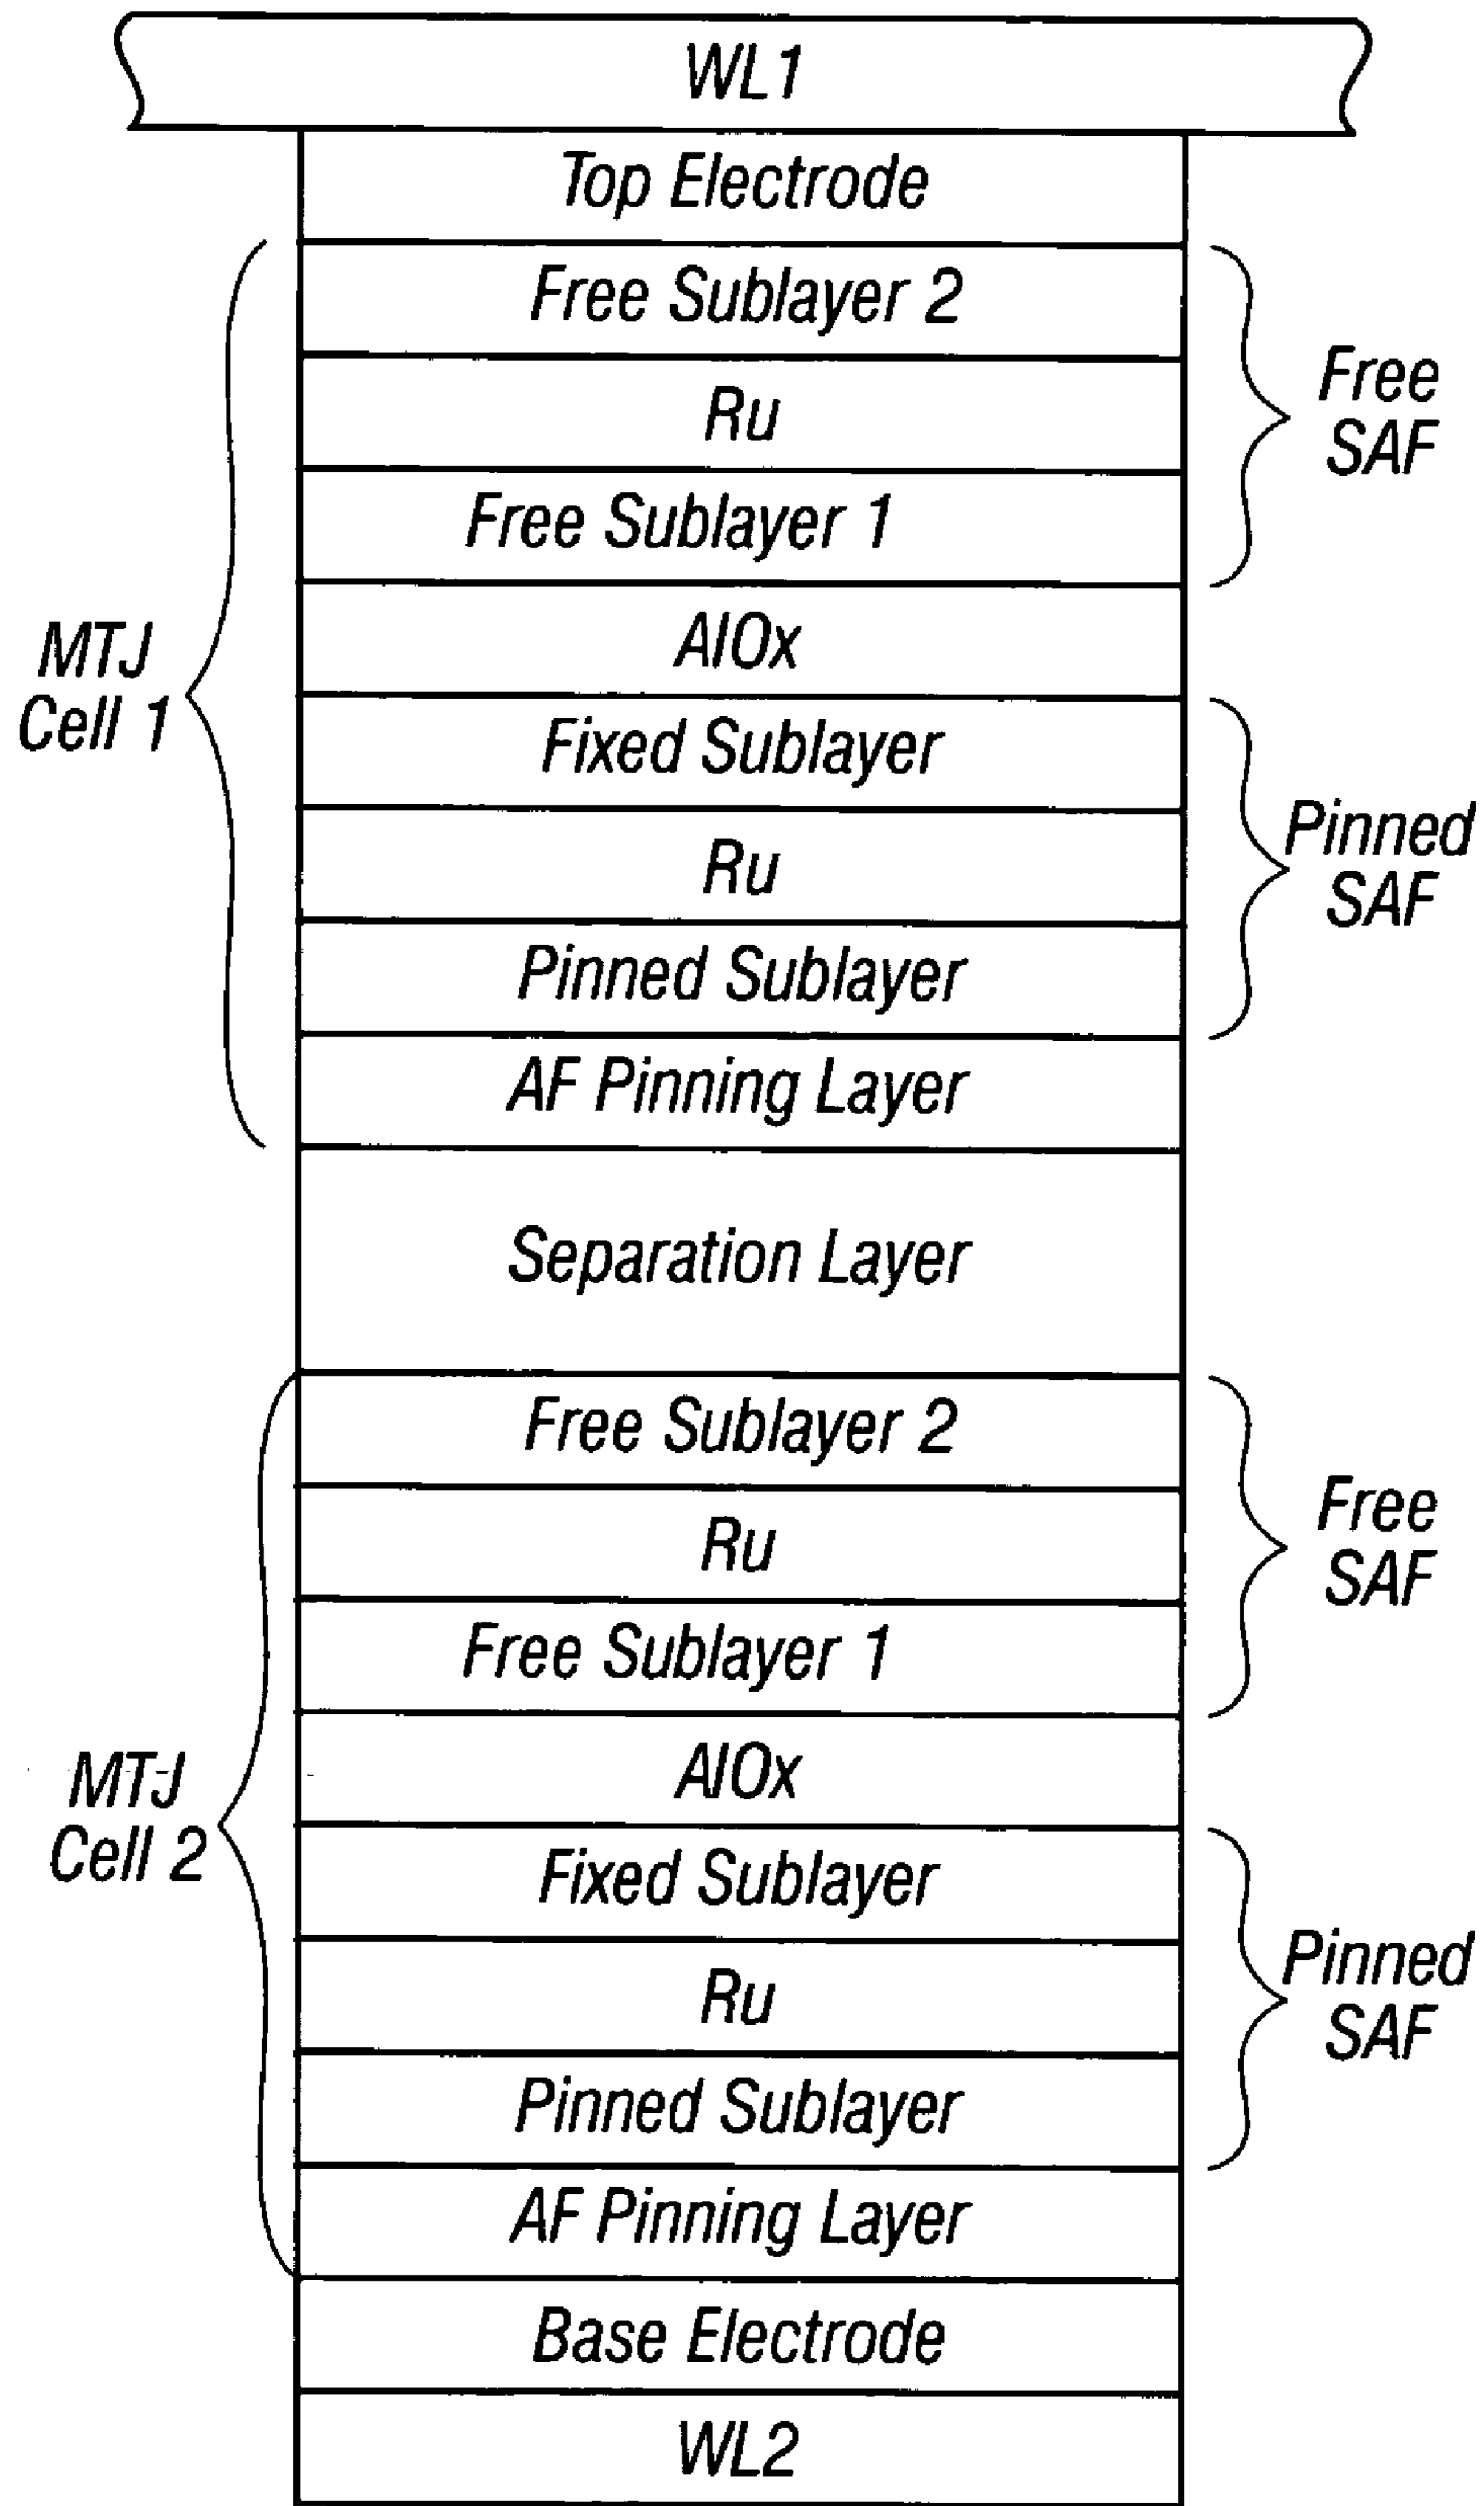 WL1
Top Electrode
Free Sublayer 2
Ru
Free Sublayer 1
Free
SAF
AlOx
MTJ
Cell 1
Fixed Sublayer
Ru
Pinned Sublayer
Pinned
SAF
AF Pinning Layer
Separation Layer
Free Sublayer 2
Ru
Free Sublayer 1
Free
SAF
AlOx
MTJ
Cell 2
Fixed Sublayer
Ru
Pinned Sublayer
Pinned
SAF
AF Pinning Layer
Base Electrode
WL2